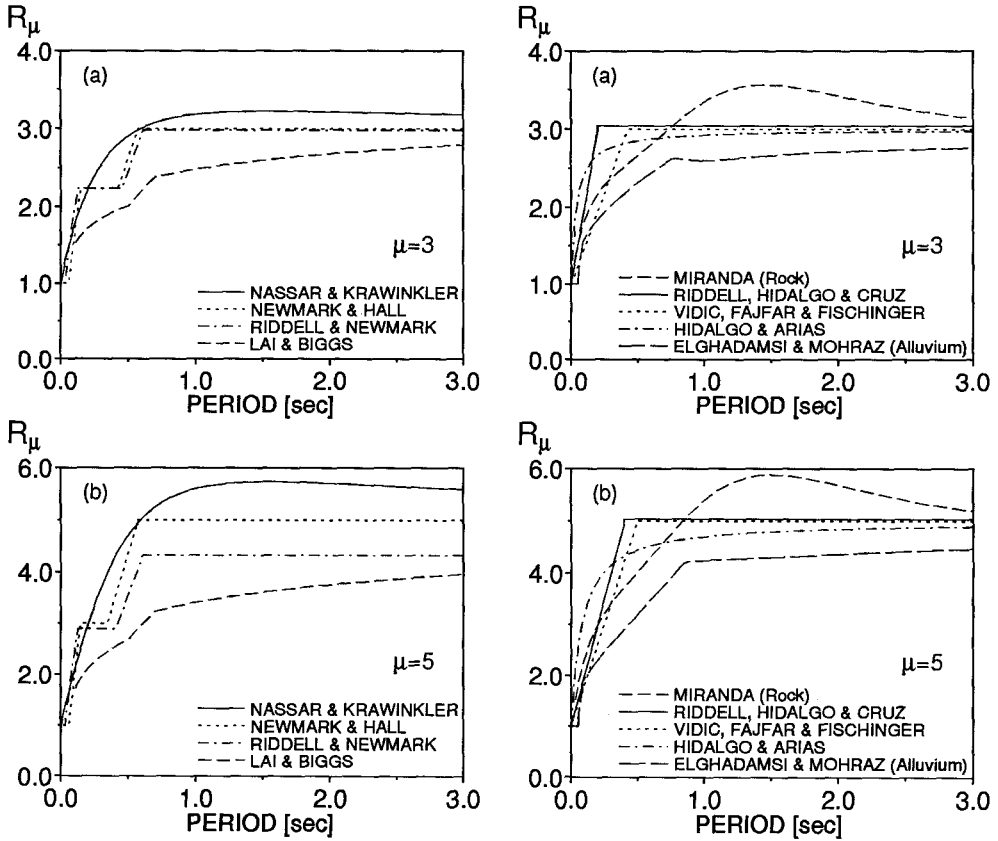 Rμ
4.0
(a)
3.0
2.0
μ=3
1.0
NASSAR & KRAWINKLER
NEWMARK & HALL
RIDDELL & NEWMARK
LAI & BIGGS
0.0
0.0 1.0 2.0 3.0
PERIOD [sec]
Rμ
4.0
(a)
3.0
2.0
μ=3
1.0
MIRANDA (Rock)
RIDDELL, HIDALGO & CRUZ
VIDIC, FAJFAR & FISCHINGER
HIDALGO & ARIAS
ELGHADAMSI & MOHRAZ (Alluvium)
0.0
0.0 1.0 2.0 3.0
PERIOD [sec]
Rμ
6.0
(b)
4.0
2.0
μ=5
NASSAR & KRAWINKLER
NEWMARK & HALL
RIDDELL & NEWMARK
LAI & BIGGS
0.0
0.0 1.0 2.0 3.0
PERIOD [sec]
Rμ
6.0
(b)
4.0
2.0
μ=5
MIRANDA (Rock)
RIDDELL, HIDALGO & CRUZ
VIDIC, FAJFAR & FISCHINGER
HIDALGO & ARIAS
ELGHADAMSI & MOHRAZ (Alluvium)
0.0
0.0 1.0 2.0 3.0
PERIOD [sec]